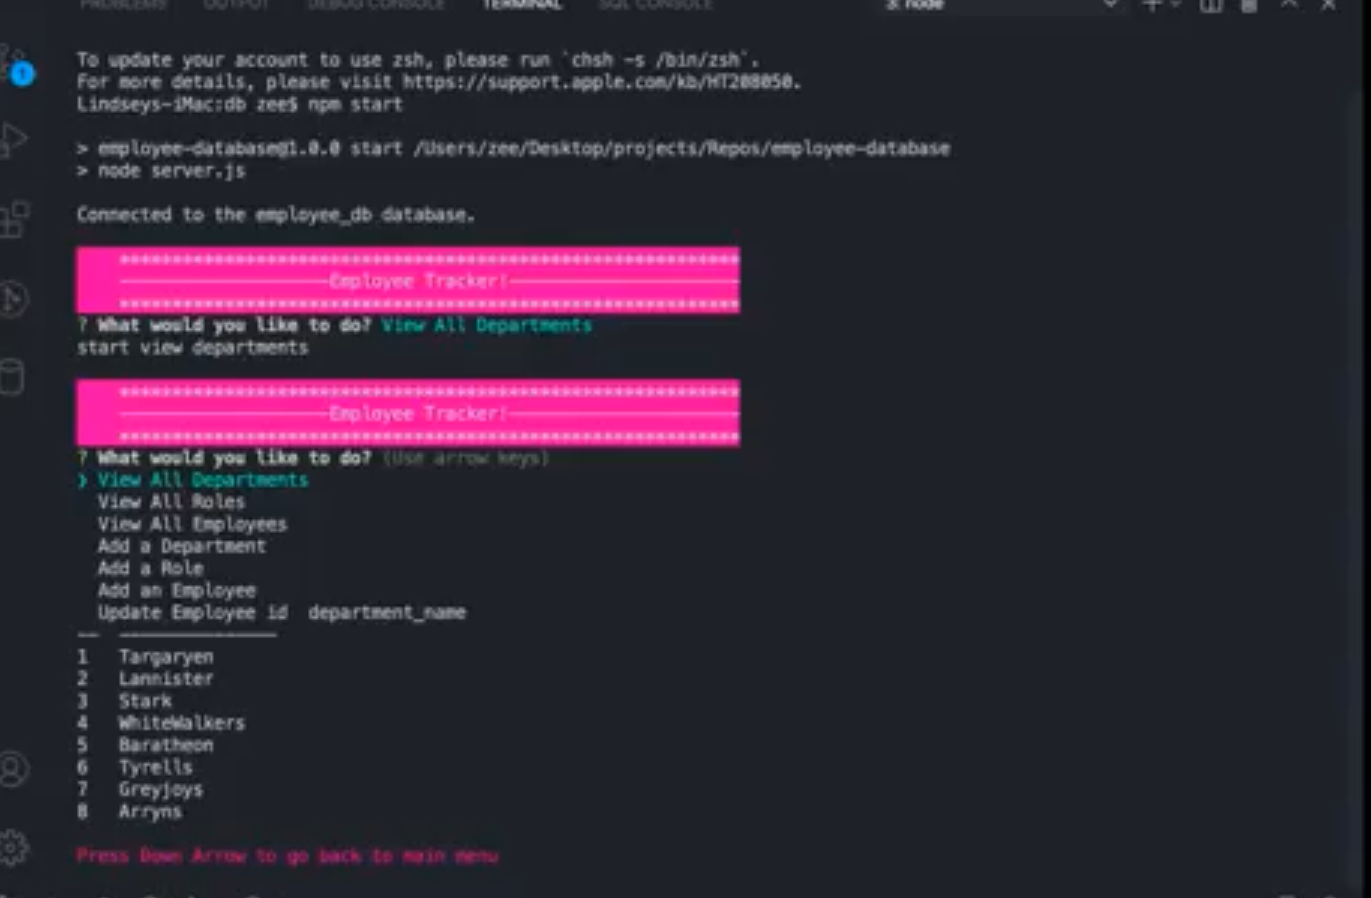 PROBLEMS OUTPUT DEBUG CONSOLE TERMINAL SQL CONSOLE 3: node
To update your account to use zsh, please run `chsh -s /bin/zsh`.
For more details, please visit https://support.apple.com/kb/HT208050.
Lindseys-iMac:db zee$ npm start
> employee-database@1.0.0 start /Users/zee/Desktop/projects/Repos/employee-database
> node server.js
Connected to the employee_db database.
Employee Tracker!
? What would you like to do? View All Departments
start view departments
Employee Tracker!
? What would you like to do? (Use arrow keys)
❯ View All Departments
View All Roles
View All Employees
Add a Department
Add a Role
Add an Employee
Update Employee id department_name
-- ---------------
1 Targaryen
2 Lannister
3 Stark
4 WhiteWalkers
5 Baratheon
6 Tyrells
7 Greyjoys
8 Arryns
Press Down Arrow to go back to main menu